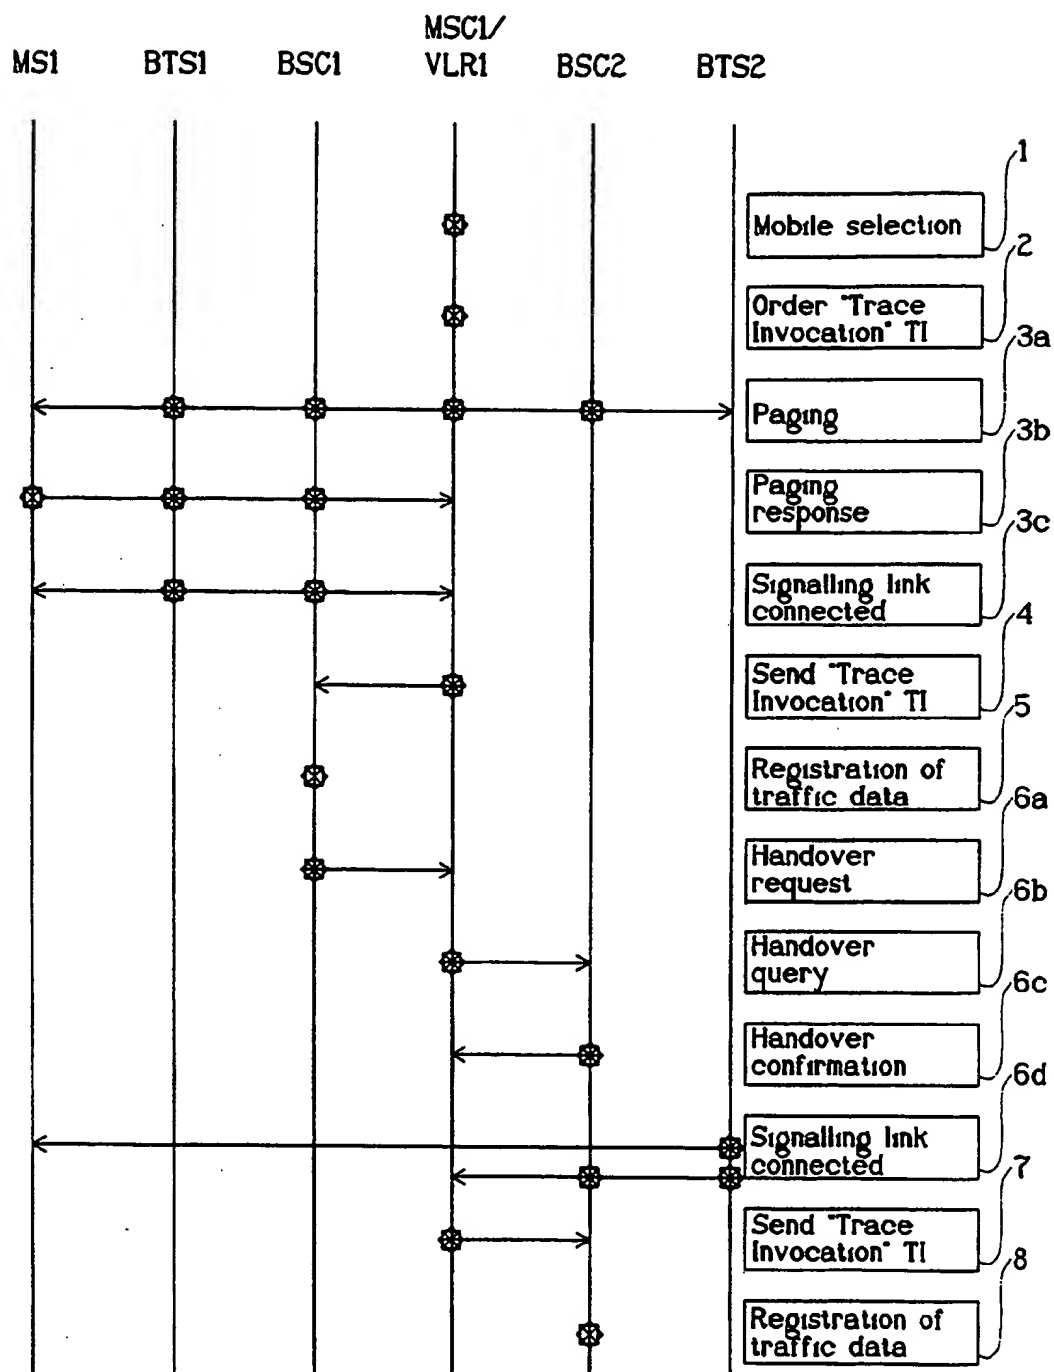 MS1 BTS1 BSC1 MSC1/ VLR1 BSC2 BTS2
1
Mobile selection
2
Order "Trace
Invocation" TI
3a
Paging
3b
Paging
response
3c
Signalling link
connected
4
Send "Trace
Invocation" TI
5
Registration of
traffic data
6a
Handover
request
6b
Handover
query
6c
Handover
confirmation
6d
Signalling link
connected
7
Send "Trace
Invocation" TI
8
Registration of
traffic data